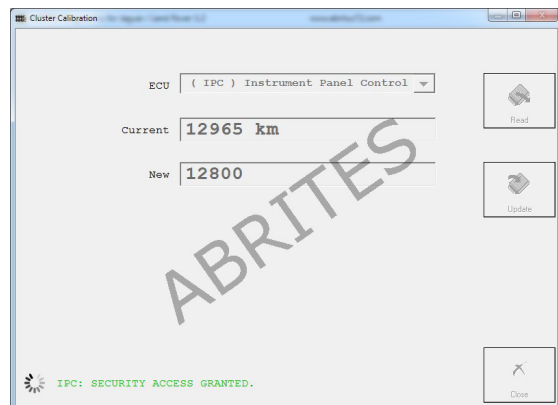 Cluster Calibration
ECU ( IPC ) Instrument Panel Control
Read
Current 12965 km
New 12800
Update
ABRITES
IPC: SECURITY ACCESS GRANTED.
Close